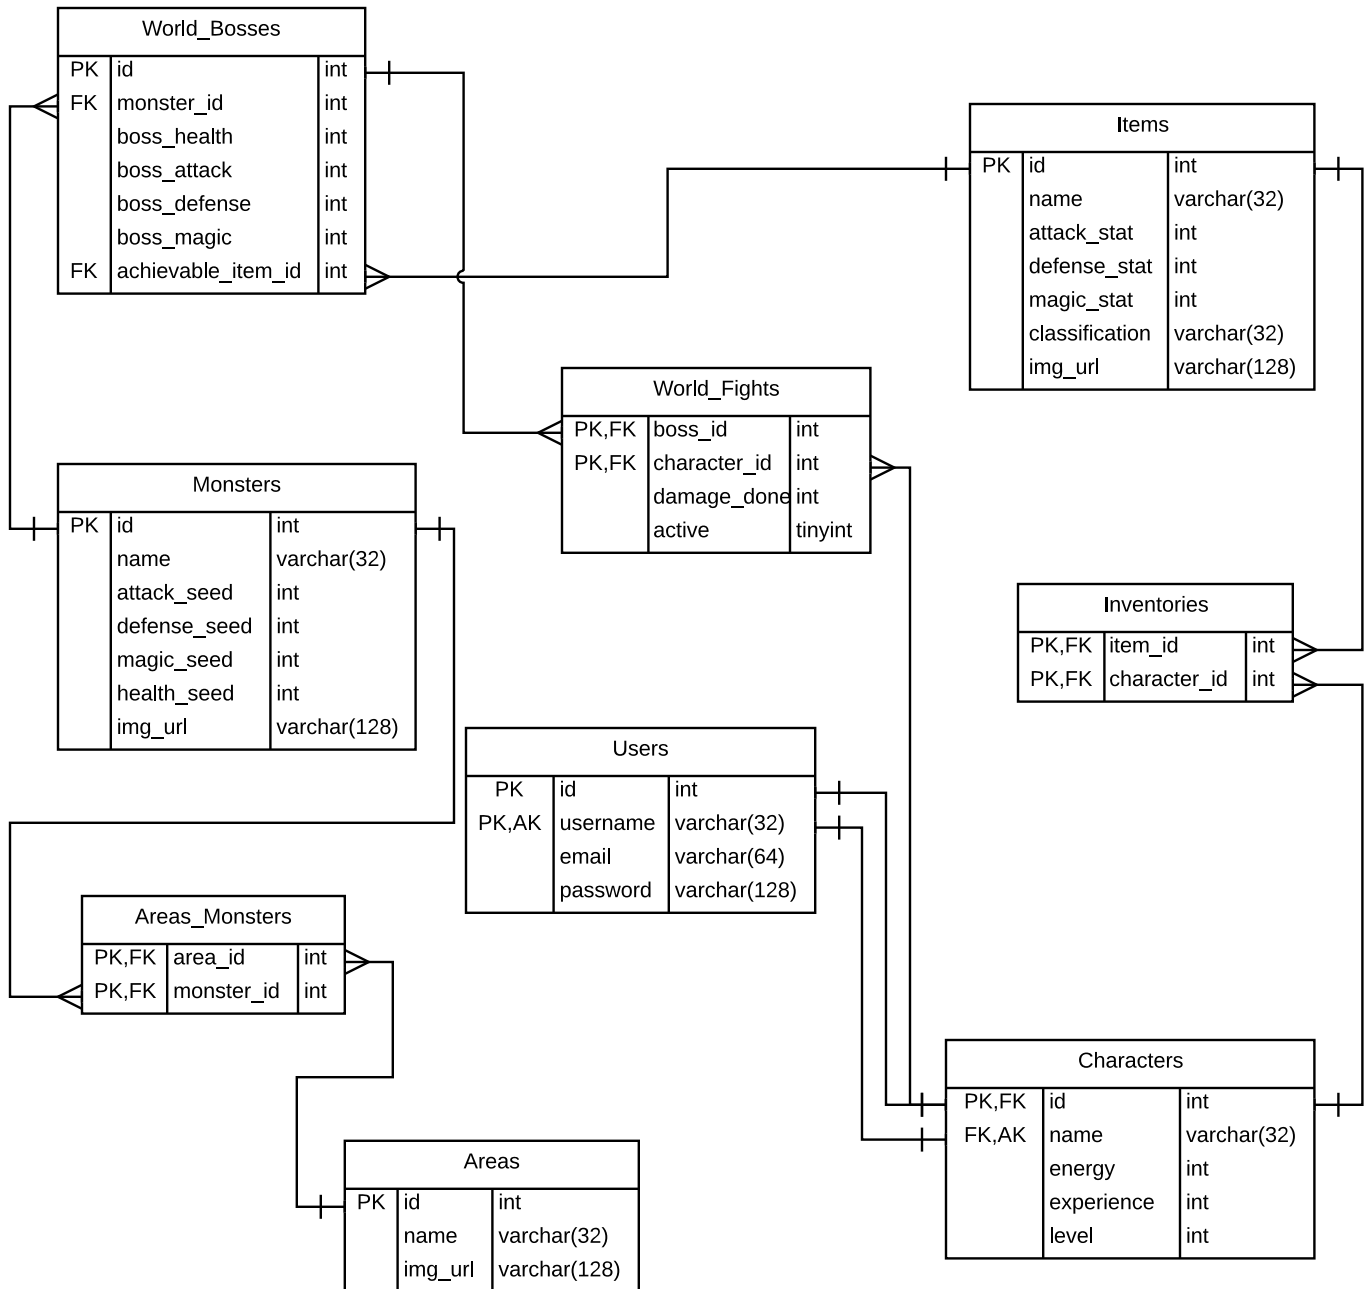 World_Bosses
PK id int
FK monster_id int
boss_health int
boss_attack int
boss_defense int
boss_magic int
FK achievable_item_id int
Items
PK id int
name varchar(32)
attack_stat int
defense_stat int
magic_stat int
classification varchar(32)
img_url varchar(128)
World_Fights
PK,FK boss_id int
PK,FK character_id int
damage_done int
active tinyint
Monsters
PK id int
name varchar(32)
attack_seed int
defense_seed int
magic_seed int
health_seed int
img_url varchar(128)
Inventories
PK,FK item_id int
PK,FK character_id int
Users
PK id int
PK,AK username varchar(32)
email varchar(64)
password varchar(128)
Areas_Monsters
PK,FK area_id int
PK,FK monster_id int
Characters
PK,FK id int
FK,AK name varchar(32)
energy int
experience int
level int
Areas
PK id int
name varchar(32)
img_url varchar(128)